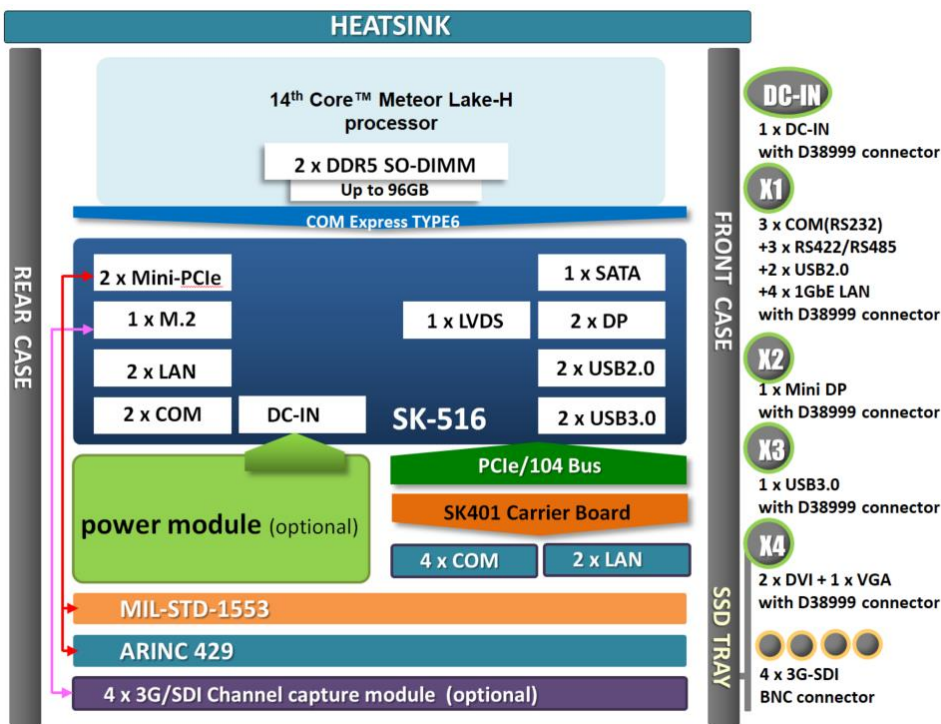 HEATSINK
REAR CASE
14th Core™ Meteor Lake-H
processor
2 x DDR5 SO-DIMM
Up to 96GB
COM Express TYPE6
2 x Mini-PCIe
1 x M.2
2 x LAN
2 x COM
DC-IN
1 x LVDS
1 x SATA
2 x DP
2 x USB2.0
2 x USB3.0
SK-516
power module (optional)
PCIe/104 Bus
SK401 Carrier Board
4 x COM
2 x LAN
MIL-STD-1553
ARINC 429
4 x 3G/SDI Channel capture module (optional)
FRONT CASE
SSD TRAY
DC-IN
1 x DC-IN
with D38999 connector
X1
3 x COM(RS232)
+3 x RS422/RS485
+2 x USB2.0
+4 x 1GbE LAN
with D38999 connector
X2
1 x Mini DP
with D38999 connector
X3
1 x USB3.0
with D38999 connector
X4
2 x DVI + 1 x VGA
with D38999 connector
4 x 3G-SDI
BNC connector